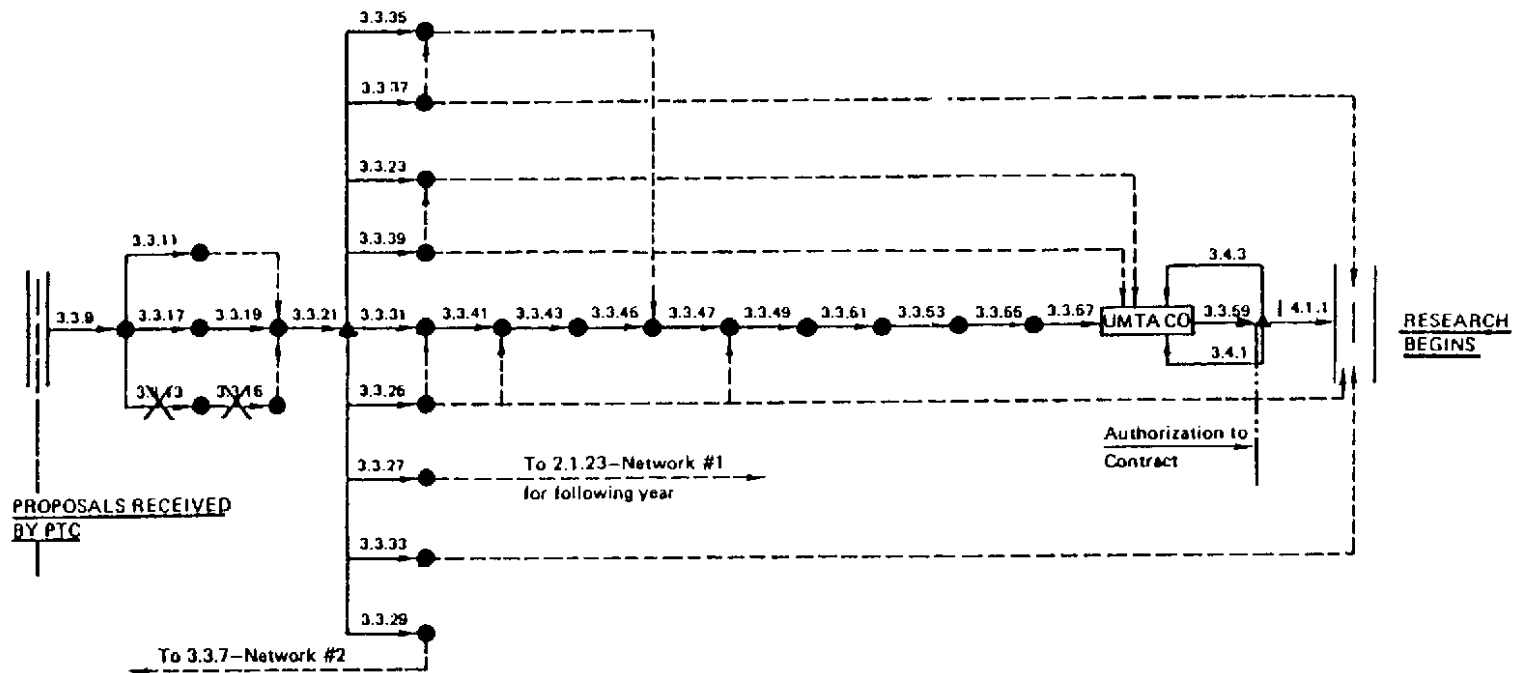 3.3.35
3.3.37
3.3.23
3.3.39
3.3.11
3.4.3
3.3.9
3.3.17
3.3.19
3.3.21
3.3.31
3.3.41
3.3.43
3.3.46
3.3.47
3.3.49
3.3.61
3.3.53
3.3.66
3.3.67
UMTA CO
3.3.59
4.1.1
RESEARCH
BEGINS
3.4.1
3.3.15
3.3.26
Authorization to
Contract
3.3.27
To 2.1.23–Network #1
for following year
PROPOSALS RECEIVED
BY PTC
3.3.33
3.3.29
To 3.3.7–Network #2